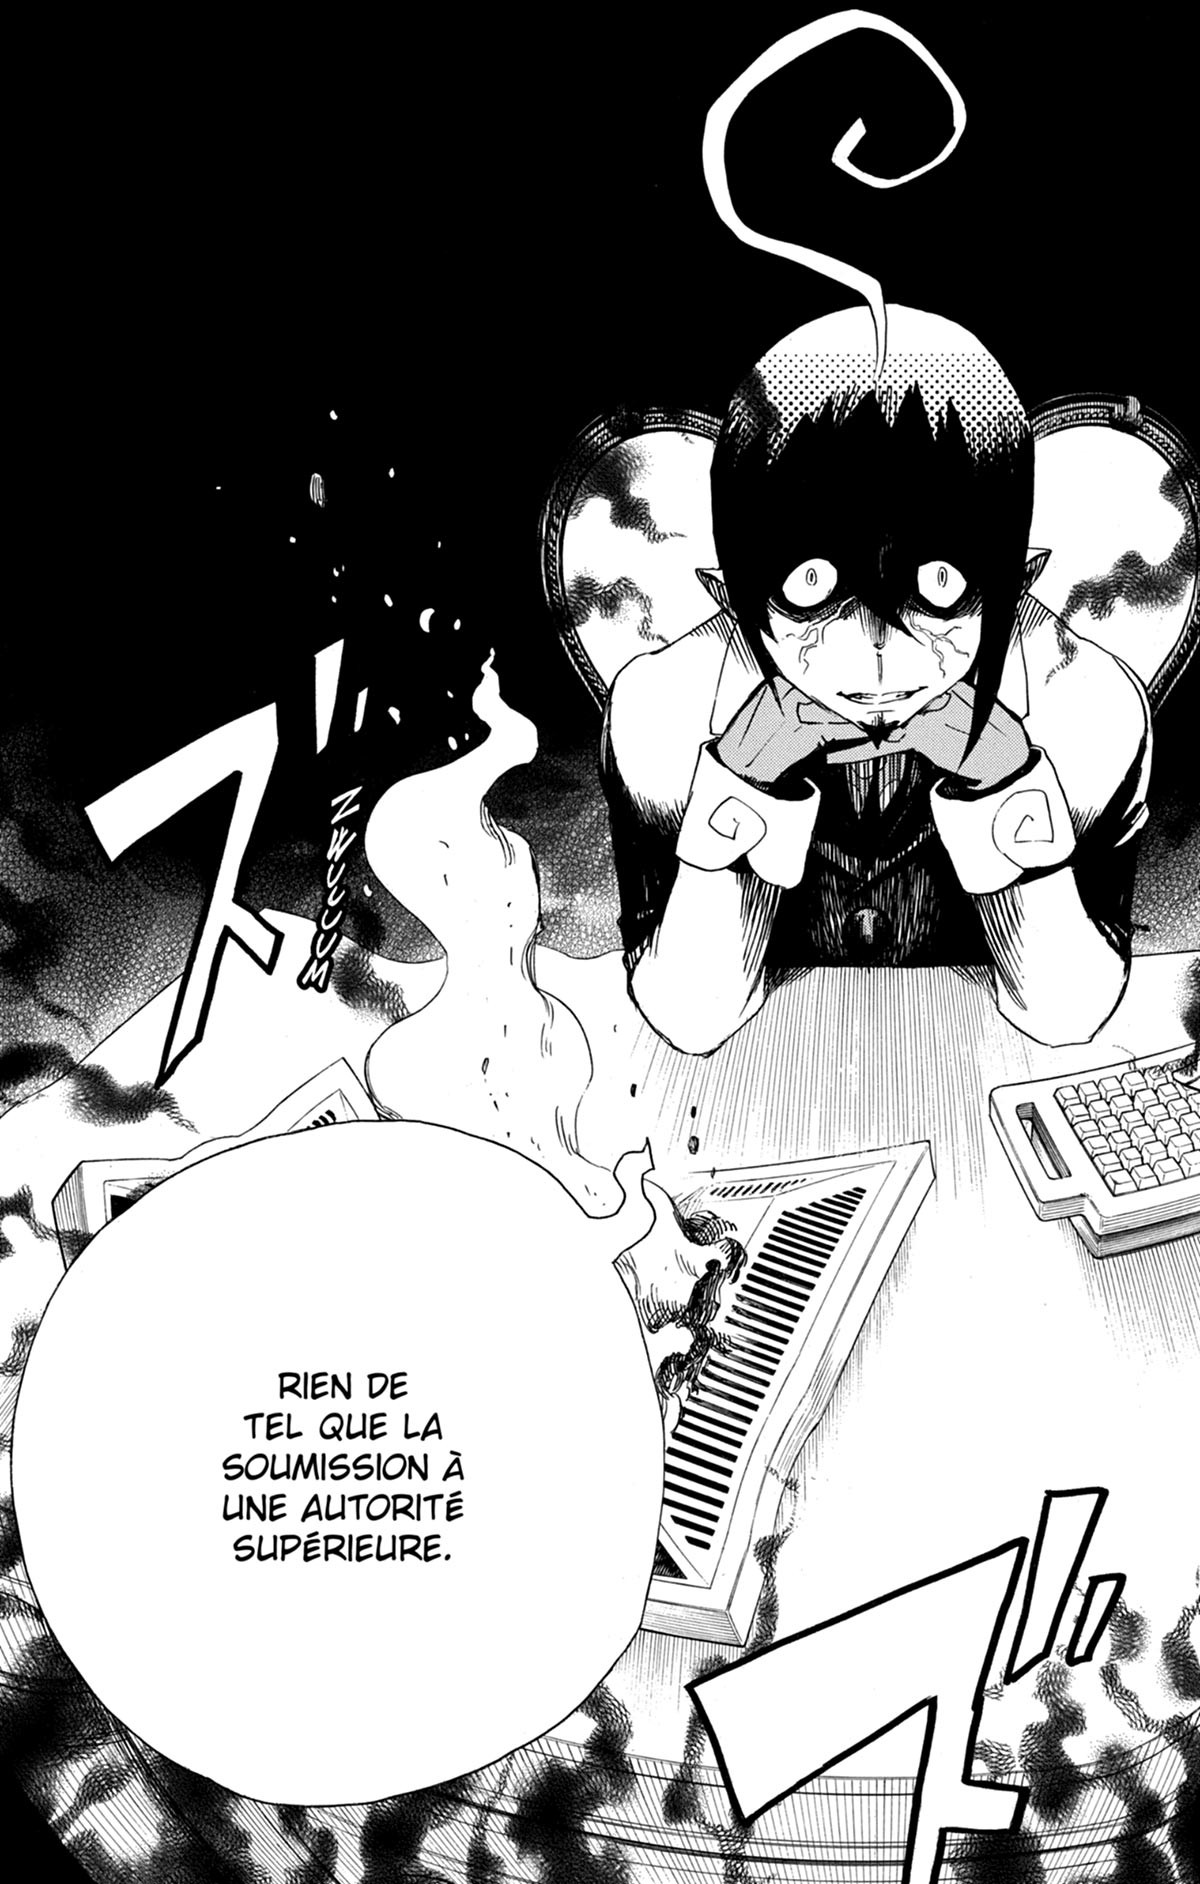 ズ
ZWUUUUM
RIEN DE
TEL QUE LA
SOUMISSION À
UNE AUTORITÉ
SUPÉRIEURE.
ズ